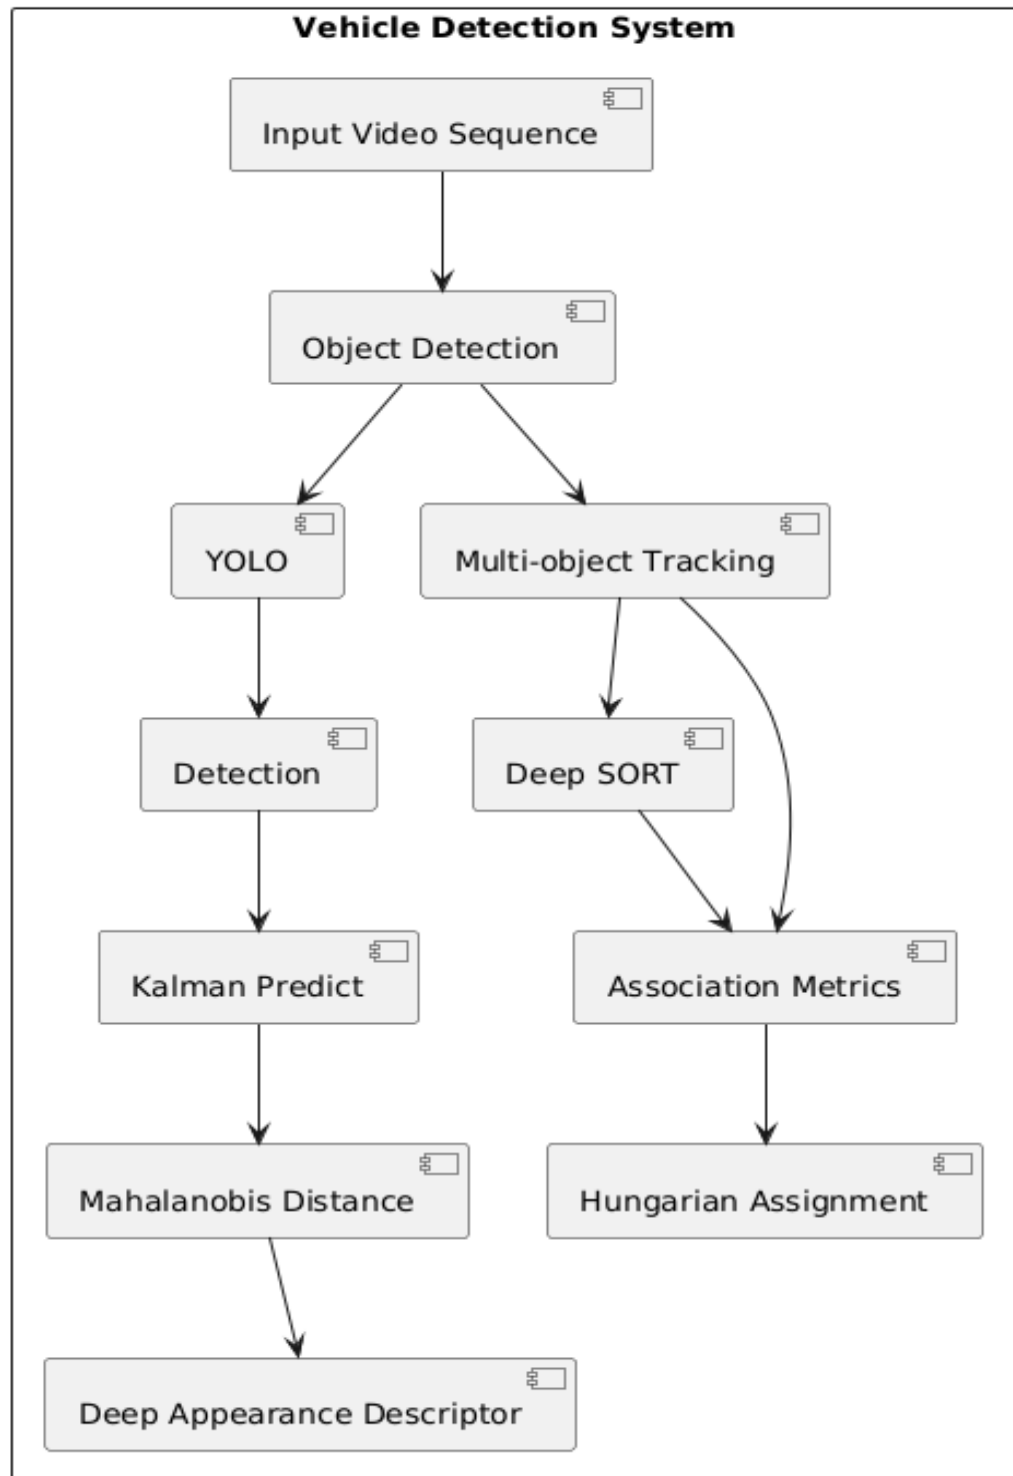 Vehicle Detection System
Input Video Sequence
Object Detection
YOLO
Multi-object Tracking
Detection
Deep SORT
Kalman Predict
Association Metrics
Mahalanobis Distance
Hungarian Assignment
Deep Appearance Descriptor